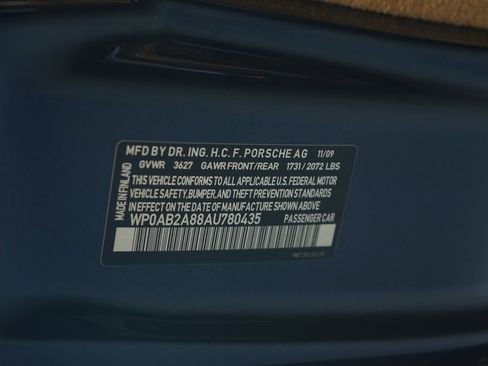 MFD BY DR. ING. H.C. F. PORSCHE AG 11/09
GVWR 3627 GAWR FRONT/REAR 1731/2072 LBS
THIS VEHICLE CONFORMS TO ALL APPLICABLE U.S. FEDERAL MOTOR
VEHICLE SAFETY, BUMPER, AND THEFT PREVENTION STANDARDS
IN EFFECT ON THE DATE OF MANUFACTURE SHOWN ABOVE.
WP0AB2A88AU780435 PASSENGER CAR
MADE IN FINLAND